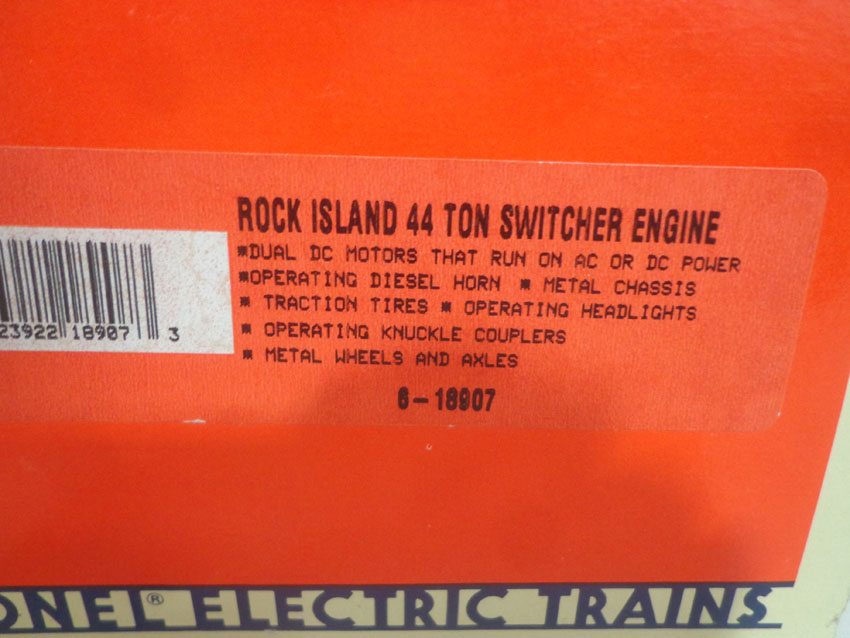 ROCK ISLAND 44 TON SWITCHER ENGINE
*DUAL DC MOTORS THAT RUN ON AC OR DC POWER
*OPERATING DIESEL HORN * METAL CHASSIS
* TRACTION TIRES * OPERATING HEADLIGHTS
* OPERATING KNUCKLE COUPLERS
* METAL WHEELS AND AXLES
6-18907
23922 18907 3
ONEL® ELECTRIC TRAINS